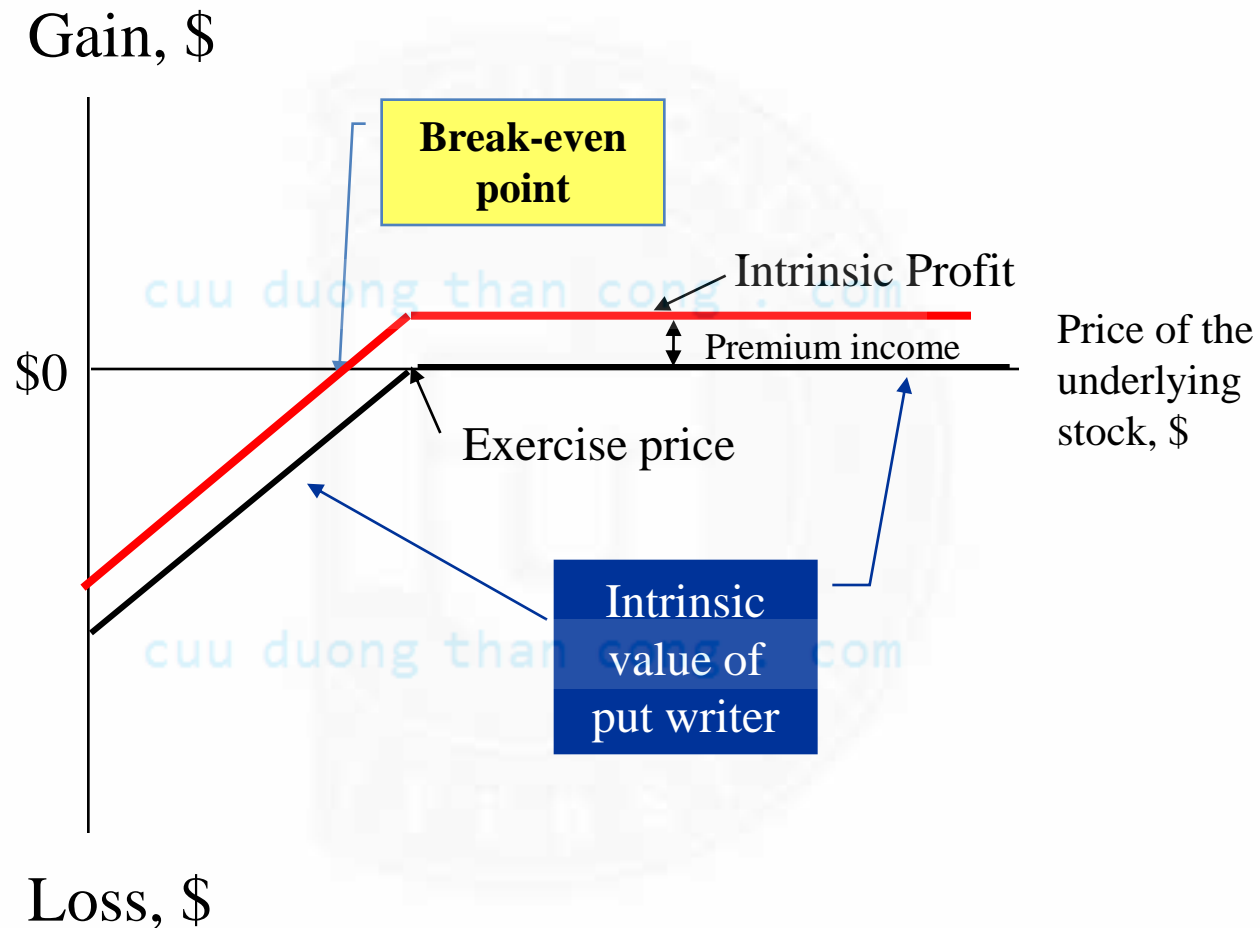 Gain, $
Break-even
point
cuu duong than cong . com
Intrinsic Profit
Premium income
$0
Price of the
underlying
stock, $
Exercise price
Intrinsic
value of
put writer
cuu duong than cong . com
Loss, $